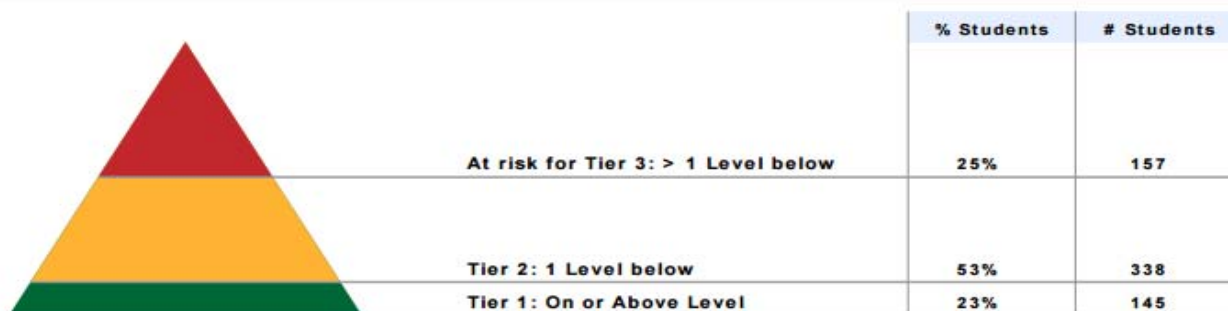 % Students # Students
At risk for Tier 3: > 1 Level below 25% 157
Tier 2: 1 Level below 53% 338
Tier 1: On or Above Level 23% 145